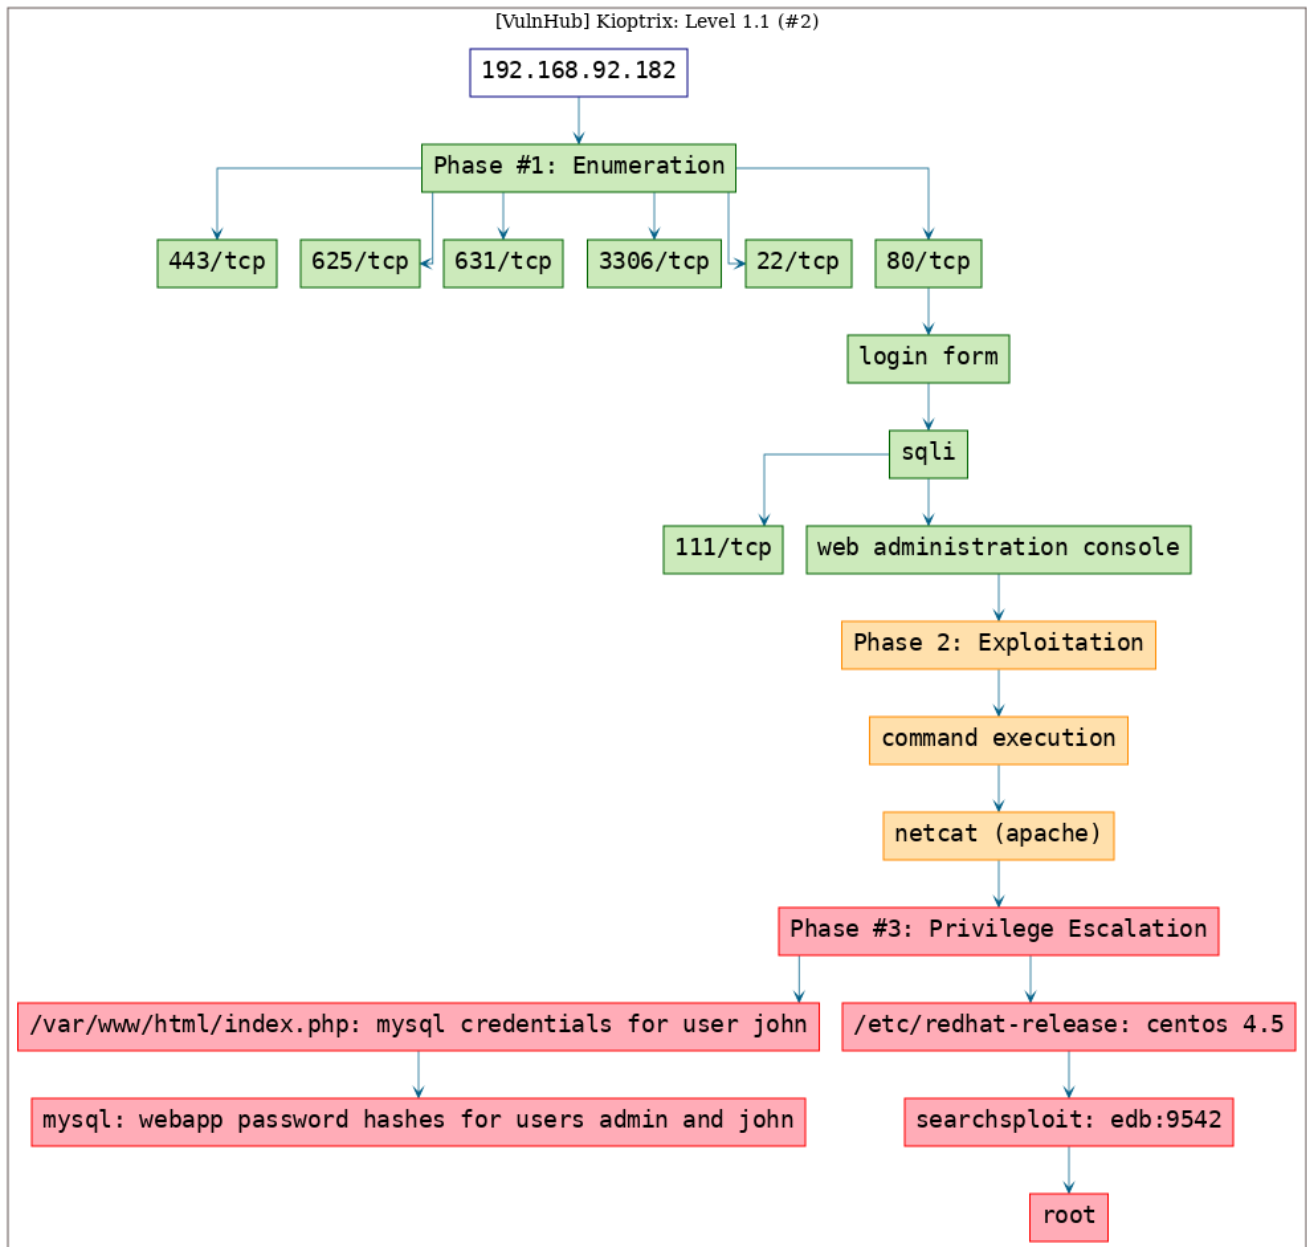 [VulnHub] Kioptrix: Level 1.1 (#2)
192.168.92.182
Phase #1: Enumeration
443/tcp
625/tcp
631/tcp
3306/tcp
22/tcp
80/tcp
login form
sqli
111/tcp
web administration console
Phase 2: Exploitation
command execution
netcat (apache)
Phase #3: Privilege Escalation
/var/www/html/index.php: mysql credentials for user john
/etc/redhat-release: centos 4.5
mysql: webapp password hashes for users admin and john
searchsploit: edb:9542
root